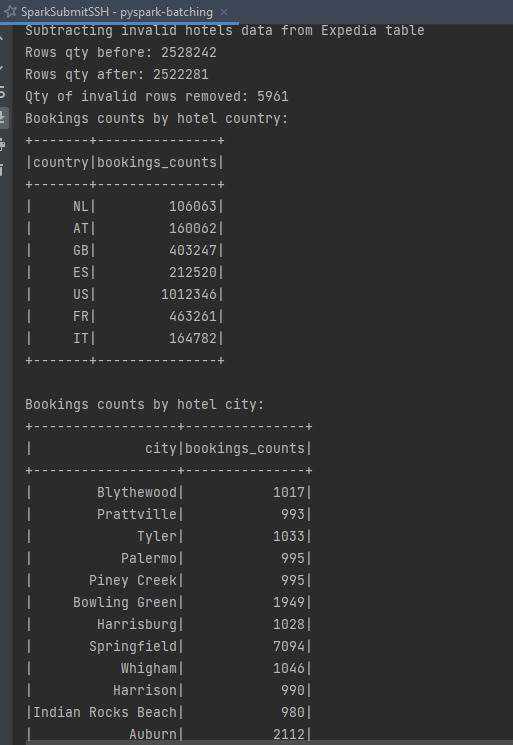 SparkSubmitSSH - pyspark-batching ×
Subtracting invalid hotels data from Expedia table
Rows qty before: 2528242
Rows qty after: 2522281
Qty of invalid rows removed: 5961
Bookings counts by hotel country:
+-------+---------------+
|country|bookings_counts|
+-------+---------------+
|     NL|         106063|
|     AT|         160062|
|     GB|         403247|
|     ES|         212520|
|     US|        1012346|
|     FR|         463261|
|     IT|         164782|
+-------+---------------+
Bookings counts by hotel city:
+------------------+---------------+
|              city|bookings_counts|
+------------------+---------------+
|        Blythewood|           1017|
|        Prattville|            993|
|             Tyler|           1033|
|           Palermo|            995|
|       Piney Creek|            995|
|     Bowling Green|           1949|
|        Harrisburg|           1028|
|       Springfield|           7094|
|           Whigham|           1046|
|          Harrison|            990|
|Indian Rocks Beach|            980|
|            Auburn|           2112|